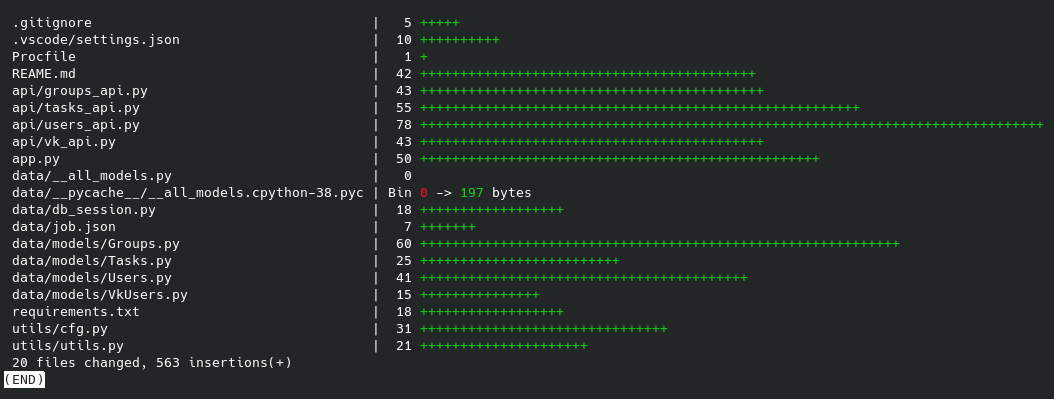 .gitignore | 5 +++++
.vscode/settings.json | 10 ++++++++++
Procfile | 1 +
REAME.md | 42 ++++++++++++++++++++++++++++++++++++++++++
api/groups_api.py | 43 +++++++++++++++++++++++++++++++++++++++++++
api/tasks_api.py | 55 +++++++++++++++++++++++++++++++++++++++++++++++++++++++
api/users_api.py | 78 ++++++++++++++++++++++++++++++++++++++++++++++++++++++++++++++++++++++++++++++
api/vk_api.py | 43 +++++++++++++++++++++++++++++++++++++++++++
app.py | 50 ++++++++++++++++++++++++++++++++++++++++++++++++++
data/__all_models.py | 0
data/__pycache__/__all_models.cpython-38.pyc | Bin 0 -> 197 bytes
data/db_session.py | 18 ++++++++++++++++++
data/job.json | 7 +++++++
data/models/Groups.py | 60 ++++++++++++++++++++++++++++++++++++++++++++++++++++++++++++
data/models/Tasks.py | 25 +++++++++++++++++++++++++
data/models/Users.py | 41 +++++++++++++++++++++++++++++++++++++++++
data/models/VkUsers.py | 15 +++++++++++++++
requirements.txt | 18 ++++++++++++++++++
utils/cfg.py | 31 +++++++++++++++++++++++++++++++
utils/utils.py | 21 +++++++++++++++++++++
20 files changed, 563 insertions(+)
(END)